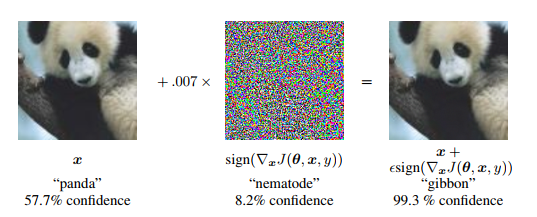 + .007 ×
=
x
sign(∇ₓJ(θ, x, y))
x +
ϵsign(∇ₓJ(θ, x, y))
“panda”
“nematode”
“gibbon”
57.7% confidence
8.2% confidence
99.3 % confidence